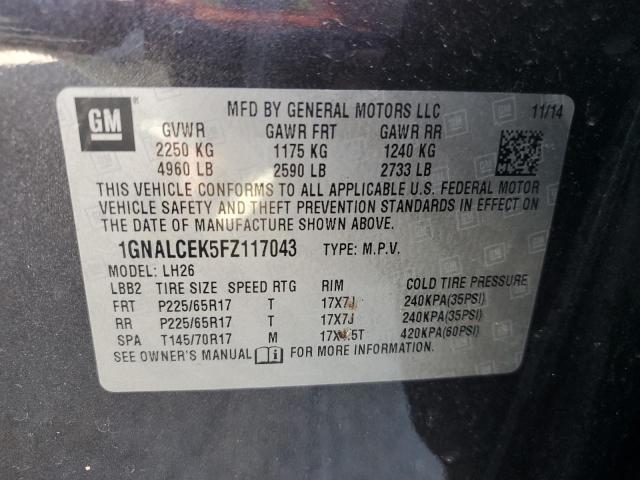 GM
MFD BY GENERAL MOTORS LLC 11/14
GVWR GAWR FRT GAWR RR
2250 KG 1175 KG 1240 KG
4960 LB 2590 LB 2733 LB
THIS VEHICLE CONFORMS TO ALL APPLICABLE U.S. FEDERAL MOTOR
VEHICLE SAFETY AND THEFT PREVENTION STANDARDS IN EFFECT ON
THE DATE OF MANUFACTURE SHOWN ABOVE.
1GNALCEK5FZ117043 TYPE: M.P.V.
MODEL: LH26
LBB2 TIRE SIZE SPEED RTG RIM COLD TIRE PRESSURE
FRT P225/65R17 T 17X7J 240KPA(35PSI)
RR P225/65R17 T 17X7J 240KPA(35PSI)
SPA T145/70R17 M 420KPA(60PSI)
SEE OWNER'S MANUAL FOR MORE INFORMATION.